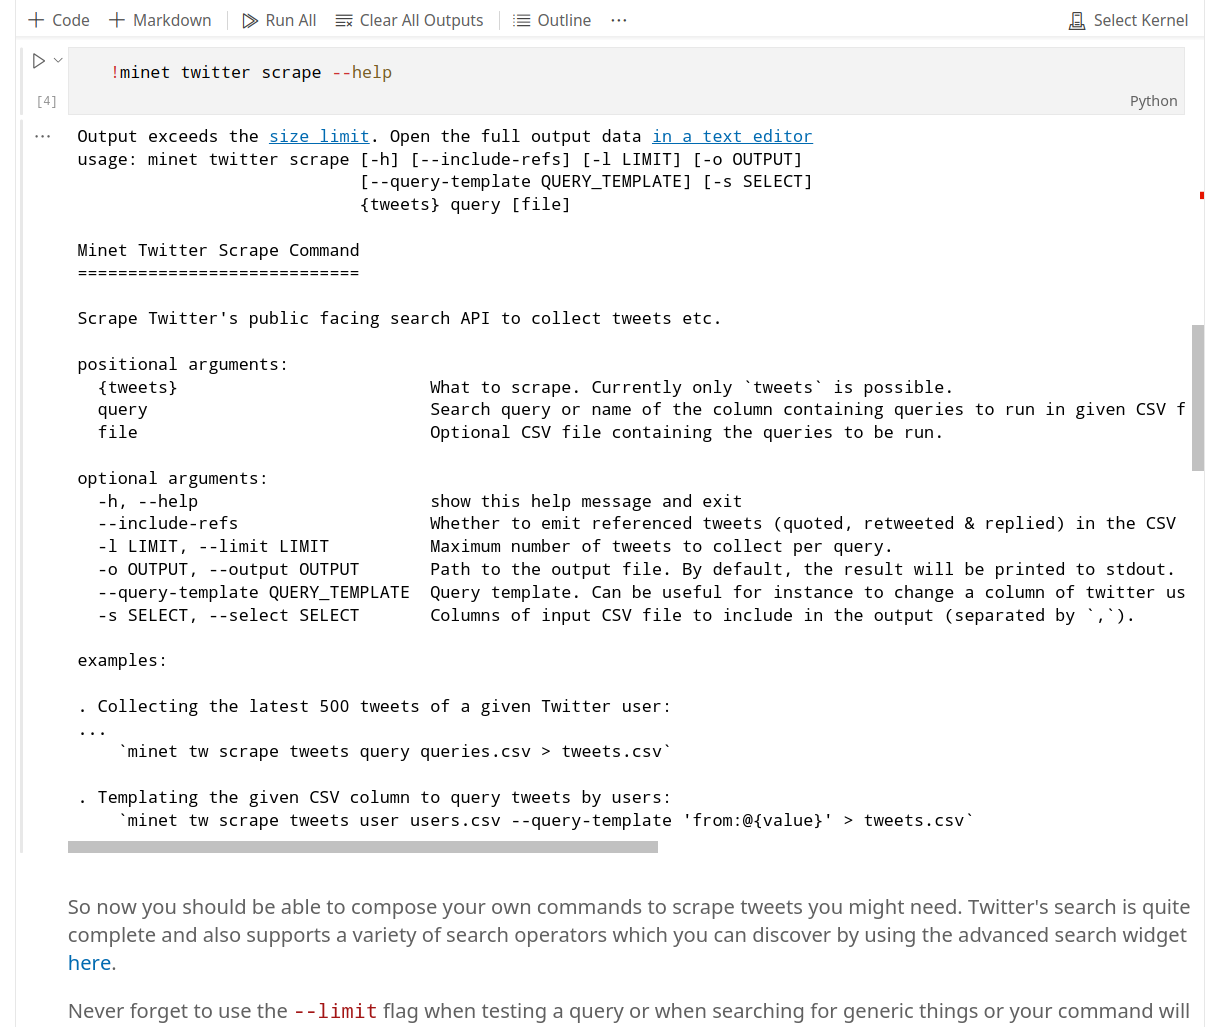 Code Markdown Run All Clear All Outputs Outline ··· Select Kernel
!minet twitter scrape --help
[4]
Python
... Output exceeds the size limit. Open the full output data in a text editor
usage: minet twitter scrape [-h] [--include-refs] [-l LIMIT] [-o OUTPUT]
[--query-template QUERY_TEMPLATE] [-s SELECT]
{tweets} query [file]
Minet Twitter Scrape Command
============================
Scrape Twitter's public facing search API to collect tweets etc.
positional arguments:
{tweets} What to scrape. Currently only `tweets` is possible.
query Search query or name of the column containing queries to run in given CSV f
file Optional CSV file containing the queries to be run.
optional arguments:
-h, --help show this help message and exit
--include-refs Whether to emit referenced tweets (quoted, retweeted & replied) in the CSV
-l LIMIT, --limit LIMIT Maximum number of tweets to collect per query.
-o OUTPUT, --output OUTPUT Path to the output file. By default, the result will be printed to stdout.
--query-template QUERY_TEMPLATE Query template. Can be useful for instance to change a column of twitter us
-s SELECT, --select SELECT Columns of input CSV file to include in the output (separated by `,`).
examples:
. Collecting the latest 500 tweets of a given Twitter user:
...
`minet tw scrape tweets query queries.csv > tweets.csv`
. Templating the given CSV column to query tweets by users:
`minet tw scrape tweets user users.csv --query-template 'from:@{value}' > tweets.csv`
So now you should be able to compose your own commands to scrape tweets you might need. Twitter's search is quite
complete and also supports a variety of search operators which you can discover by using the advanced search widget
here.
Never forget to use the --limit flag when testing a query or when searching for generic things or your command will